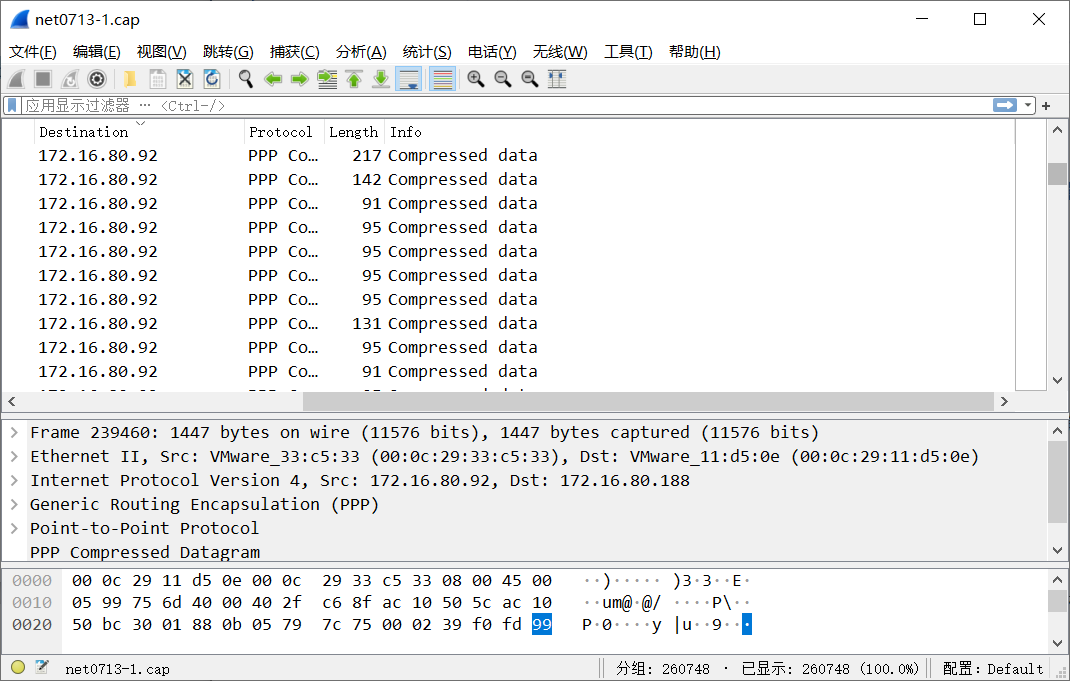 net0713-1.cap
文件(F) 编辑(E) 视图(V) 跳转(G) 捕获(C) 分析(A) 统计(S) 电话(Y) 无线(W) 工具(T) 帮助(H)
应用显示过滤器 … <Ctrl-/>
Destination Protocol Length Info
172.16.80.92 PPP Co… 217 Compressed data
172.16.80.92 PPP Co… 142 Compressed data
172.16.80.92 PPP Co… 91 Compressed data
172.16.80.92 PPP Co… 95 Compressed data
172.16.80.92 PPP Co… 95 Compressed data
172.16.80.92 PPP Co… 95 Compressed data
172.16.80.92 PPP Co… 95 Compressed data
172.16.80.92 PPP Co… 131 Compressed data
172.16.80.92 PPP Co… 95 Compressed data
172.16.80.92 PPP Co… 91 Compressed data
Frame 239460: 1447 bytes on wire (11576 bits), 1447 bytes captured (11576 bits)
Ethernet II, Src: VMware_33:c5:33 (00:0c:29:33:c5:33), Dst: VMware_11:d5:0e (00:0c:29:11:d5:0e)
Internet Protocol Version 4, Src: 172.16.80.92, Dst: 172.16.80.188
Generic Routing Encapsulation (PPP)
Point-to-Point Protocol
PPP Compressed Datagram
0000 00 0c 29 11 d5 0e 00 0c 29 33 c5 33 08 00 45 00 ··)····· )3·3··E·
0010 05 99 75 6d 40 00 40 2f c6 8f ac 10 50 5c ac 10 ··um@·@/ ····P\··
0020 50 bc 30 01 88 0b 05 79 7c 75 00 02 39 f0 fd 99 P·0····y |u··9···
net0713-1.cap 分组: 260748 · 已显示: 260748 (100.0%) 配置: Default